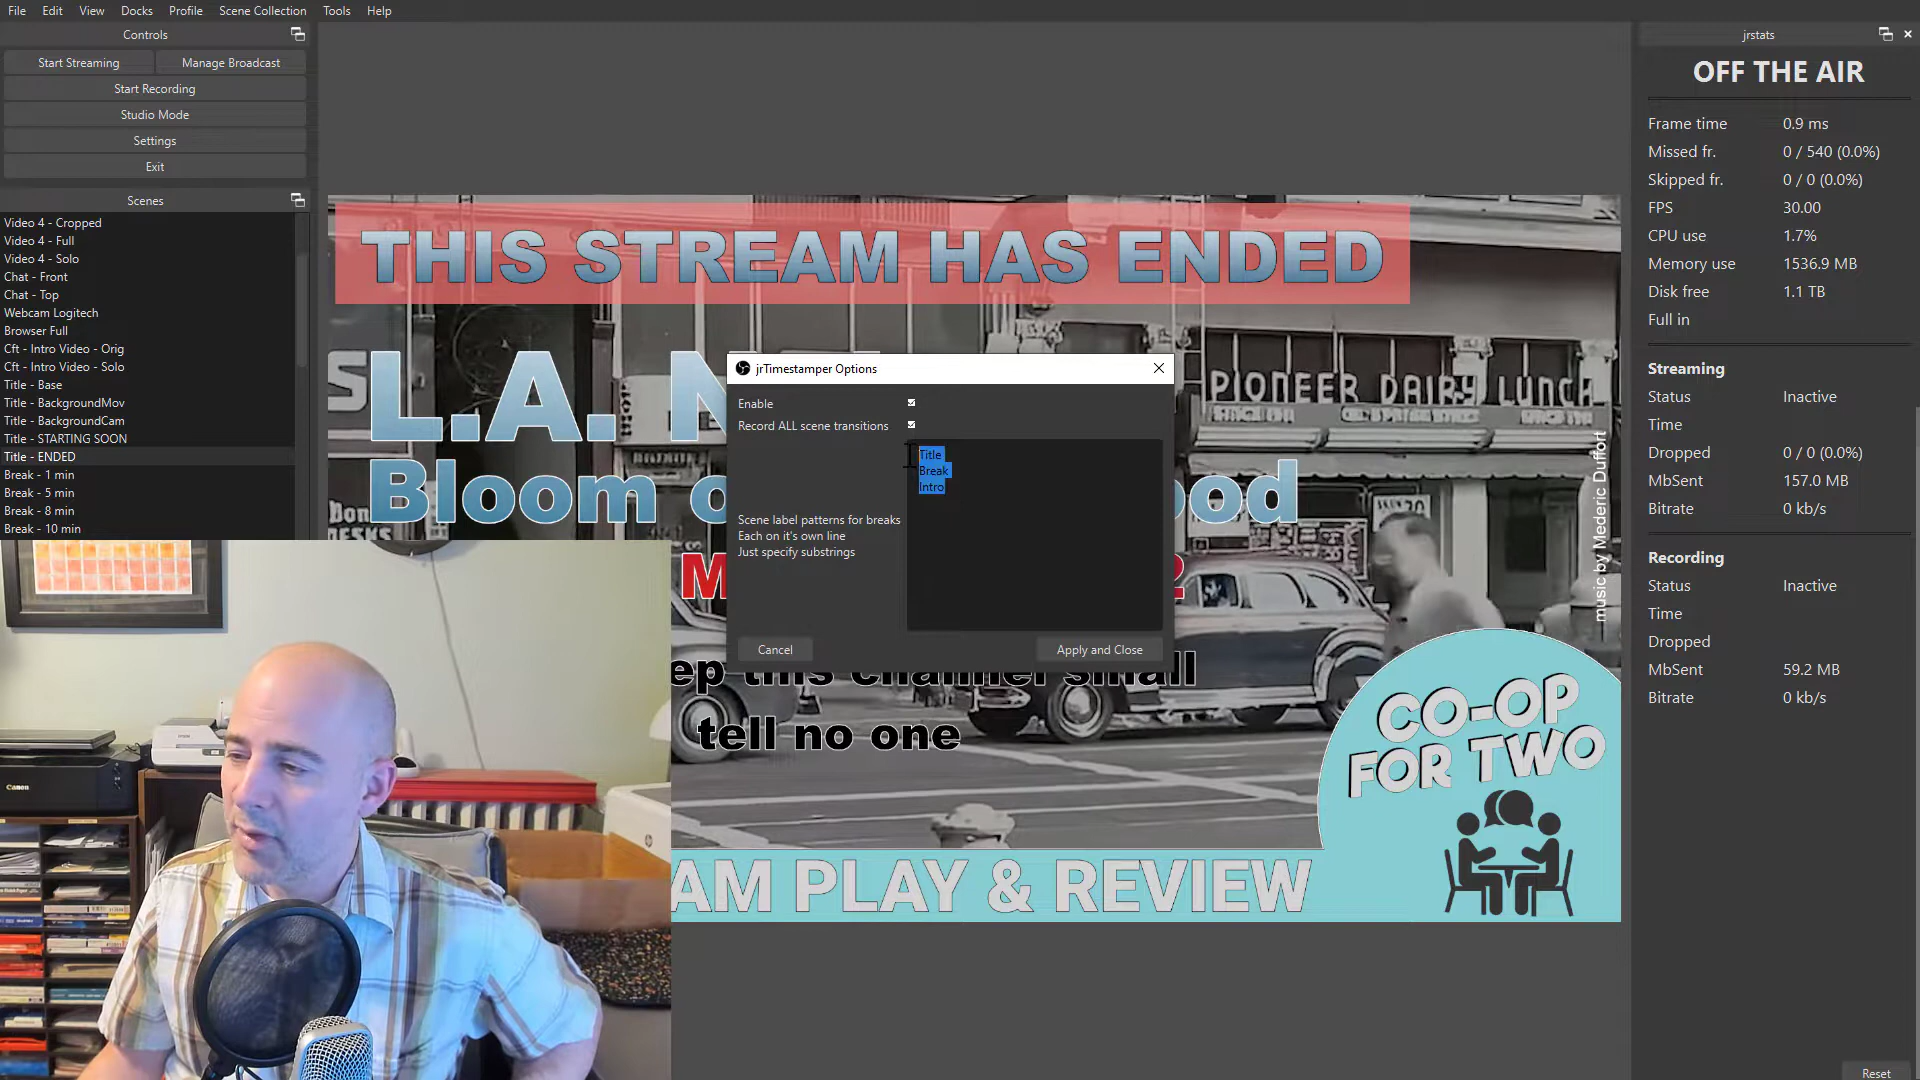 File Edit View Docks Profile Scene Collection Tools Help
Controls
Start Streaming Manage Broadcast
Start Recording
Studio Mode
Settings
Exit
Scenes
Video 4 - Cropped
Video 4 - Full
Video 4 - Solo
Chat - Front
Chat - Top
Webcam Logitech
Browser Full
Cft - Intro Video - Orig
Cft - Intro Video - Solo
Title - Base
Title - BackgroundMov
Title - BackgroundCam
Title - STARTING SOON
Title - ENDED
Break - 1 min
Break - 5 min
Break - 8 min
Break - 10 min
Canon
THIS STREAM HAS ENDED
L.A.
Bloom
PIONEER DAIRY LUNCH
music by Mederic Duffort
jrTimestamper Options
Enable
Record ALL scene transitions
Title
Break
Intro
Scene label patterns for breaks
Each on it's own line
Just specify substrings
Cancel Apply and Close
this channel small
tell no one
CO-OP
FOR TWO
AM PLAY & REVIEW
jrstats
OFF THE AIR
Frame time 0.9 ms
Missed fr. 0 / 540 (0.0%)
Skipped fr. 0 / 0 (0.0%)
FPS 30.00
CPU use 1.7%
Memory use 1536.9 MB
Disk free 1.1 TB
Full in
Streaming
Status Inactive
Time
Dropped 0 / 0 (0.0%)
MbSent 157.0 MB
Bitrate 0 kb/s
Recording
Status Inactive
Time
Dropped
MbSent 59.2 MB
Bitrate 0 kb/s
Reset